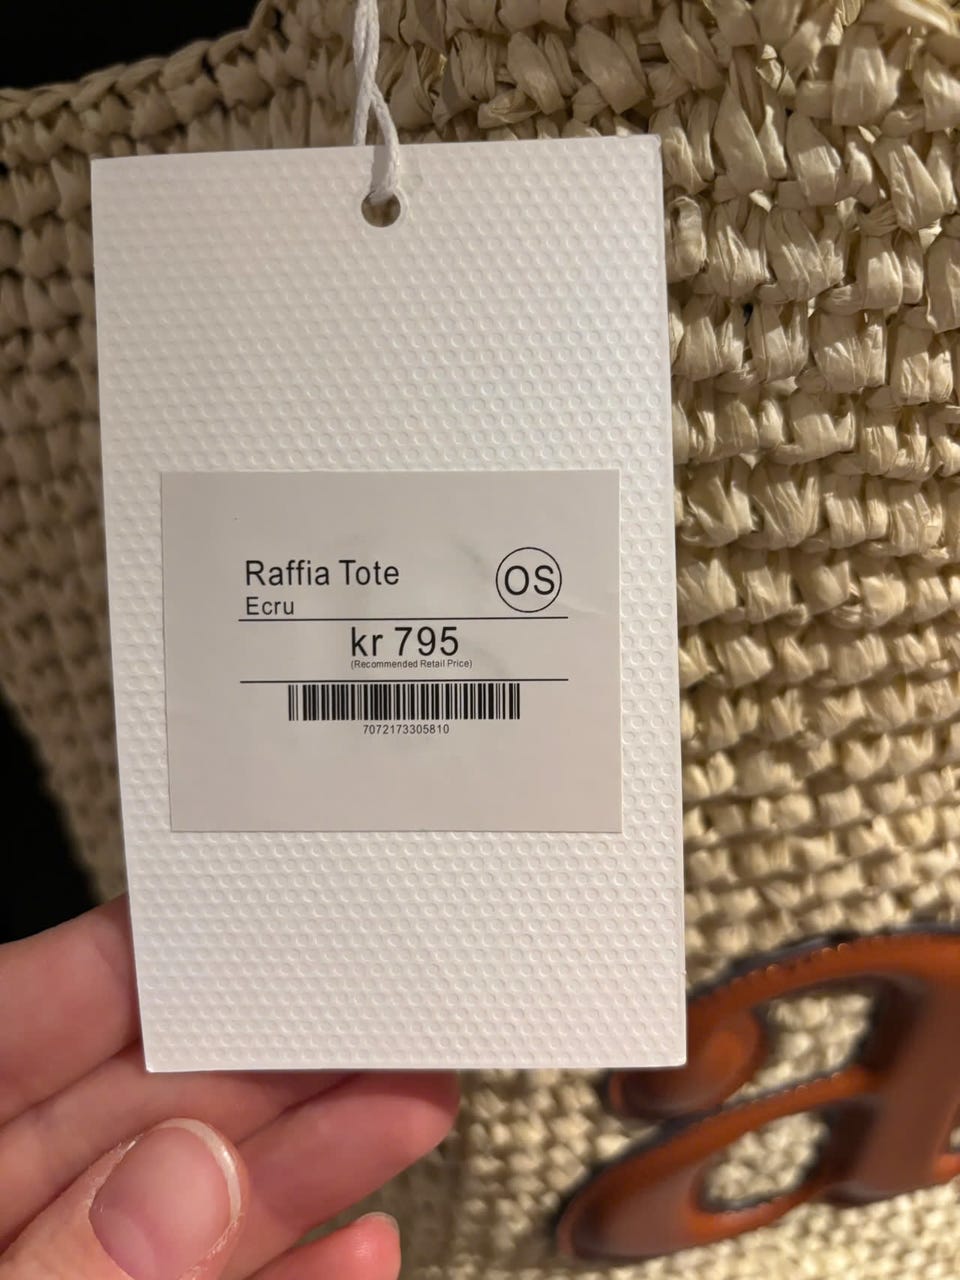 Raffia Tote
OS
Ecru
kr 795
(Recommended Retail Price)
7072173305810
a